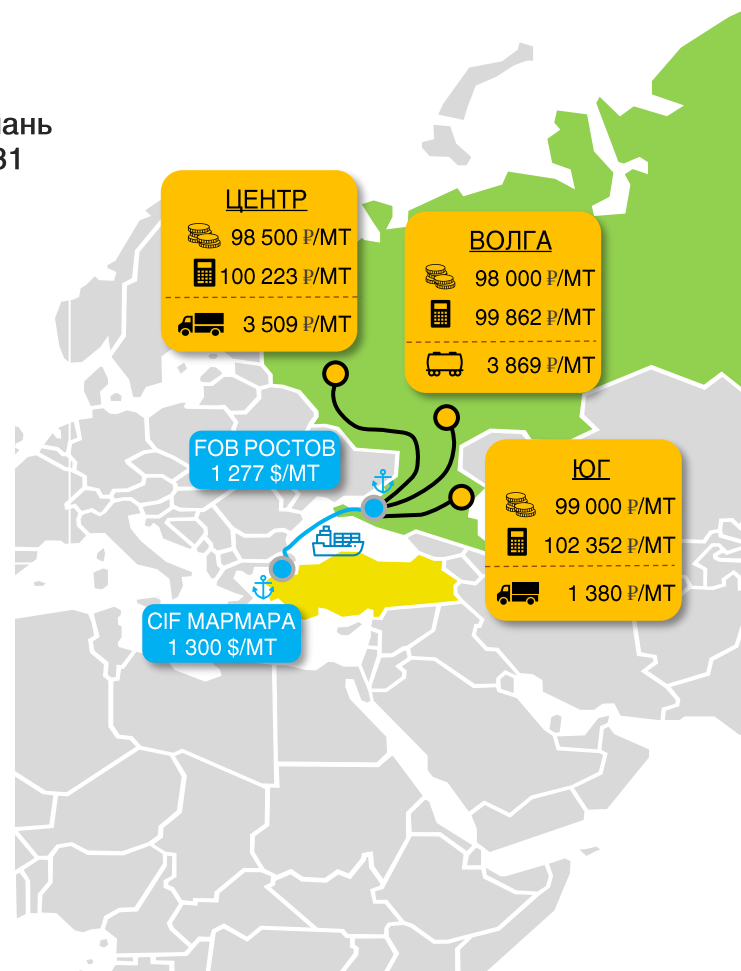 ань
31
ЦЕНТР
98 500 ₽/МТ
100 223 ₽/МТ
3 509 ₽/МТ
ВОЛГА
98 000 ₽/МТ
99 862 ₽/МТ
3 869 ₽/МТ
FOB РОСТОВ
1 277 $/МТ
ЮГ
99 000 ₽/МТ
102 352 ₽/МТ
1 380 ₽/МТ
CIF МАРМАРА
1 300 $/МТ